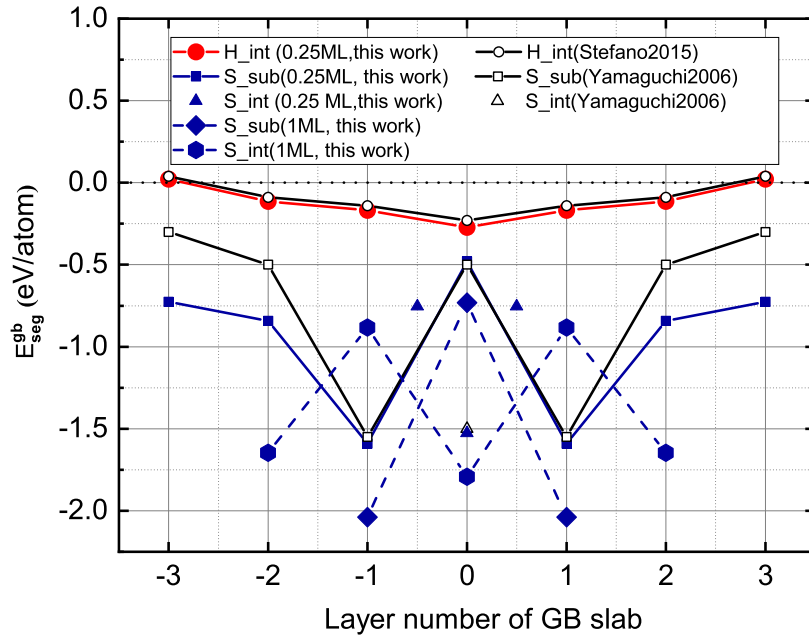 1.0
0.5
0.0
-0.5
-1.0
-1.5
-2.0
E^gb_seg (eV/atom)
H_int (0.25ML,this work)
S_sub(0.25ML, this work)
S_int (0.25 ML,this work)
S_sub(1ML, this work)
S_int(1ML, this work)
H_int(Stefano2015)
S_sub(Yamaguchi2006)
S_int(Yamaguchi2006)
-3 -2 -1 0 1 2 3
Layer number of GB slab